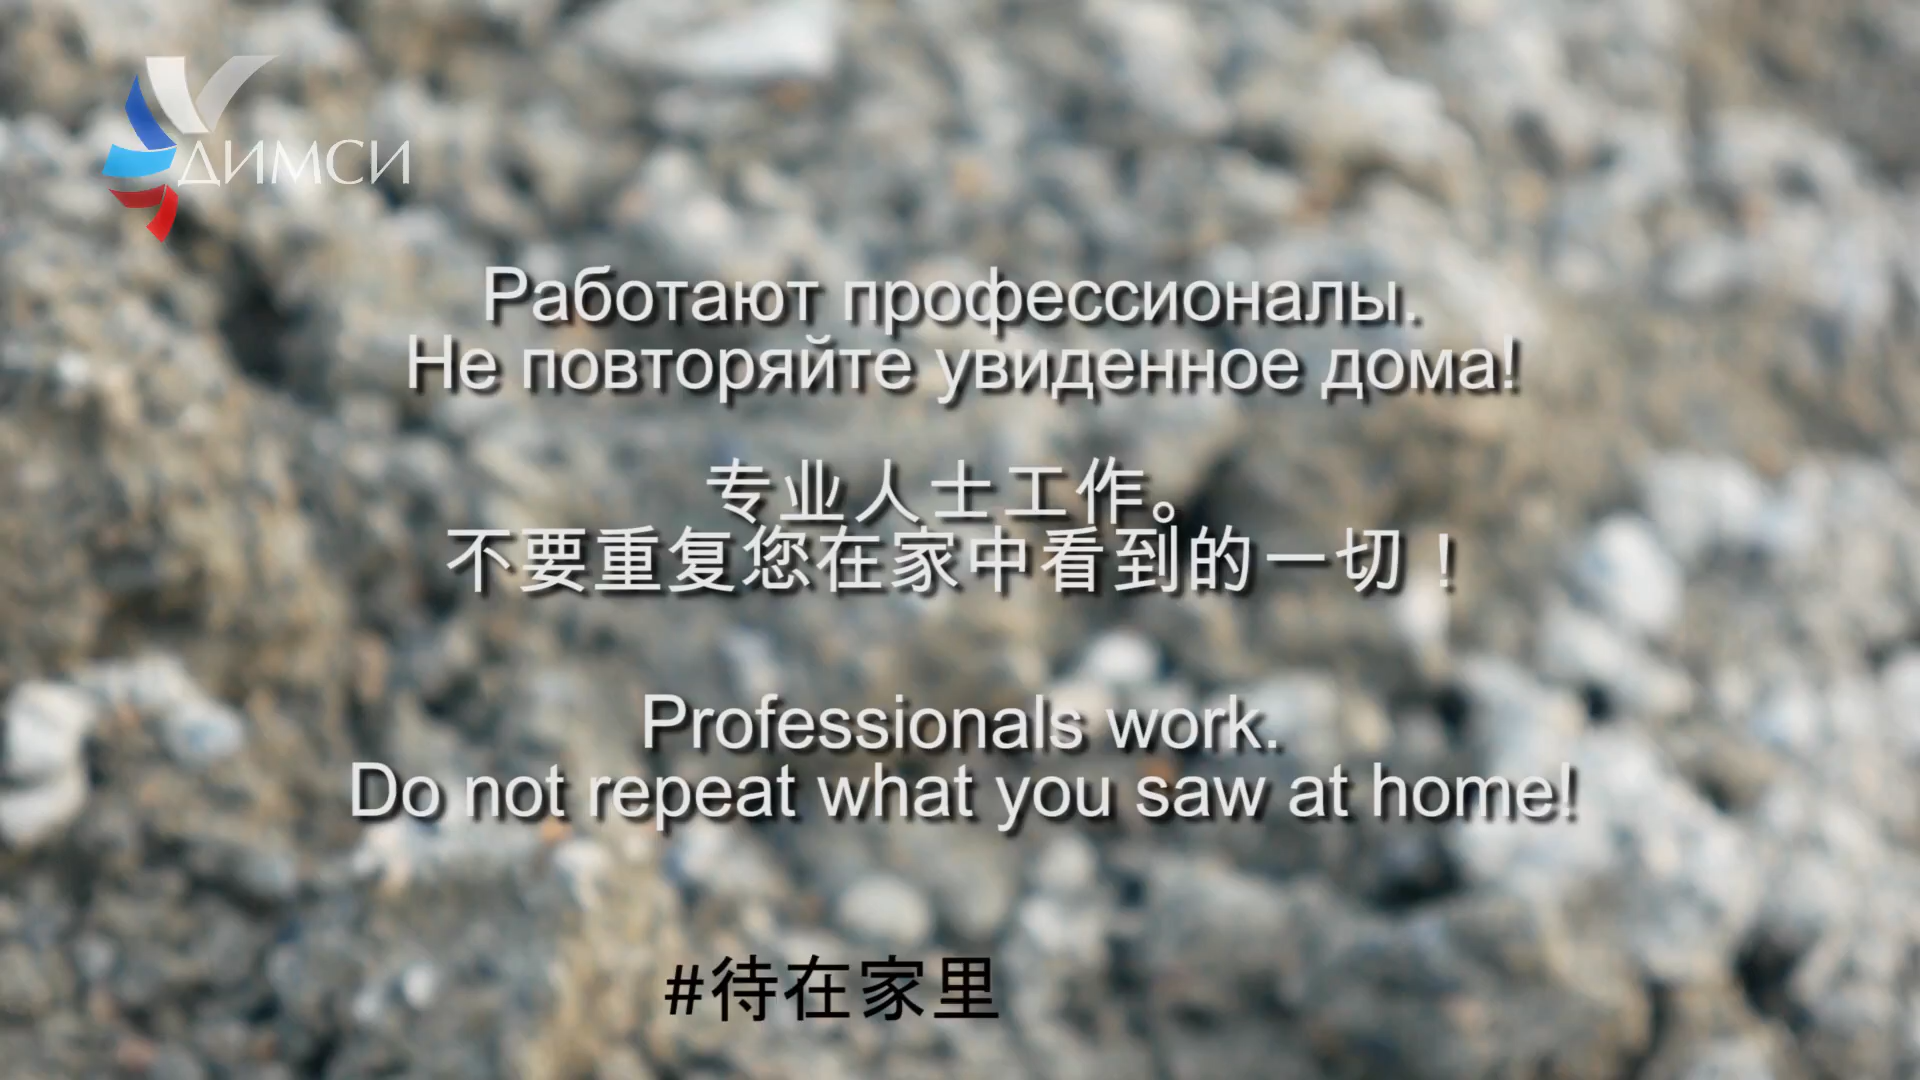 ДИМСИ
Работают профессионалы.
Не повторяйте увиденное дома!
专业人士工作。
不要重复您在家中看到的一切！
Professionals work.
Do not repeat what you saw at home!
#待在家里